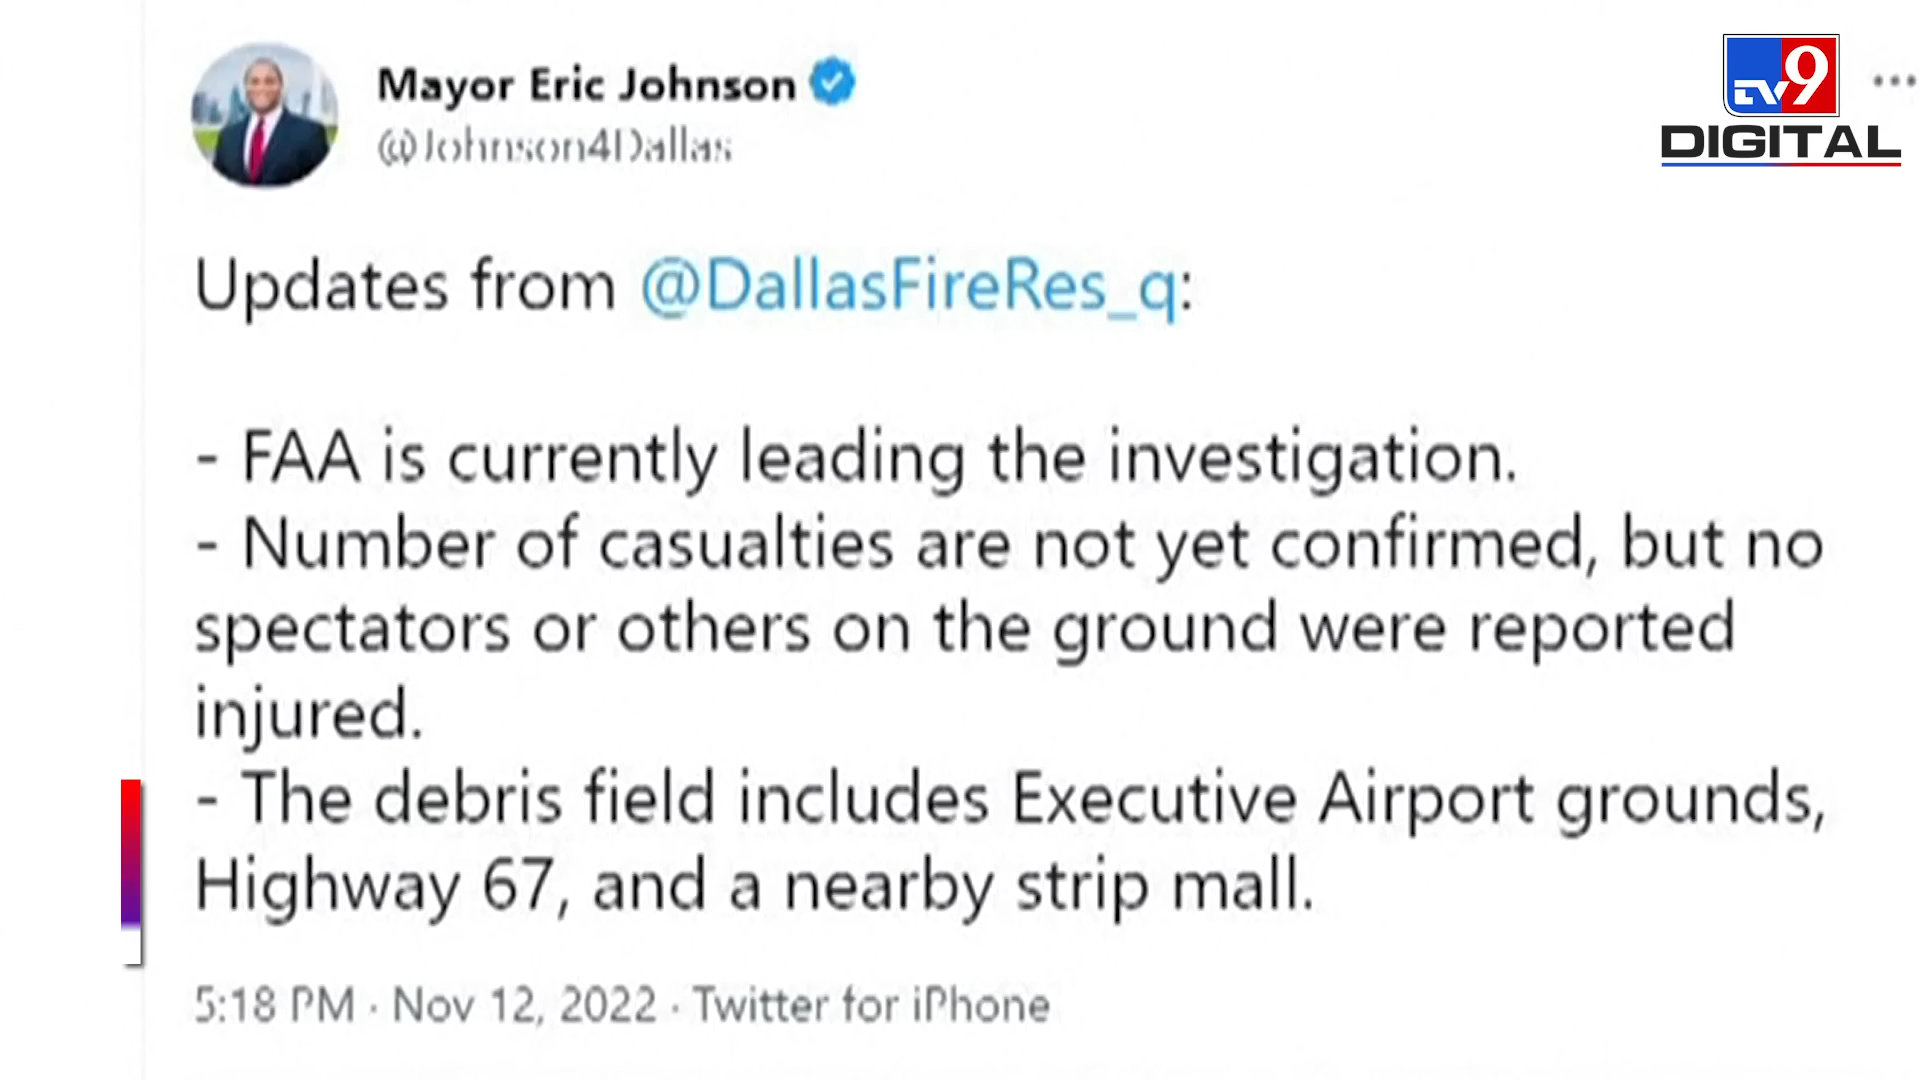 Mayor Eric Johnson
@Johnson4Dallas
TV9
DIGITAL
Updates from @DallasFireRes_q:
- FAA is currently leading the investigation.
- Number of casualties are not yet confirmed, but no
spectators or others on the ground were reported
injured.
- The debris field includes Executive Airport grounds,
Highway 67, and a nearby strip mall.
5:18 PM · Nov 12, 2022 · Twitter for iPhone